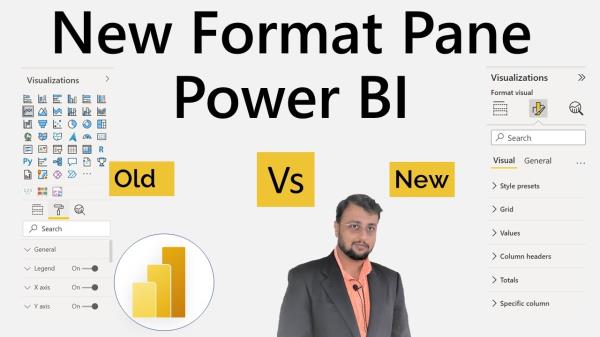 New Format Pane
Power BI
Visualizations
R
Py
Search
General
Legend On
X axis On
Y axis On
Old
Vs
New
Visualizations
Format visual
Search
Visual General
Style presets
Grid
Values
Column headers
Totals
Specific column